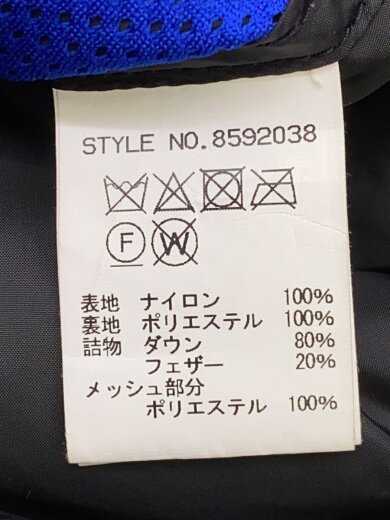 STYLE NO.8592038
F W
表地 ナイロン 100%
裏地 ポリエステル 100%
詰物 ダウン 80%
フェザー 20%
メッシュ部分
ポリエステル 100%